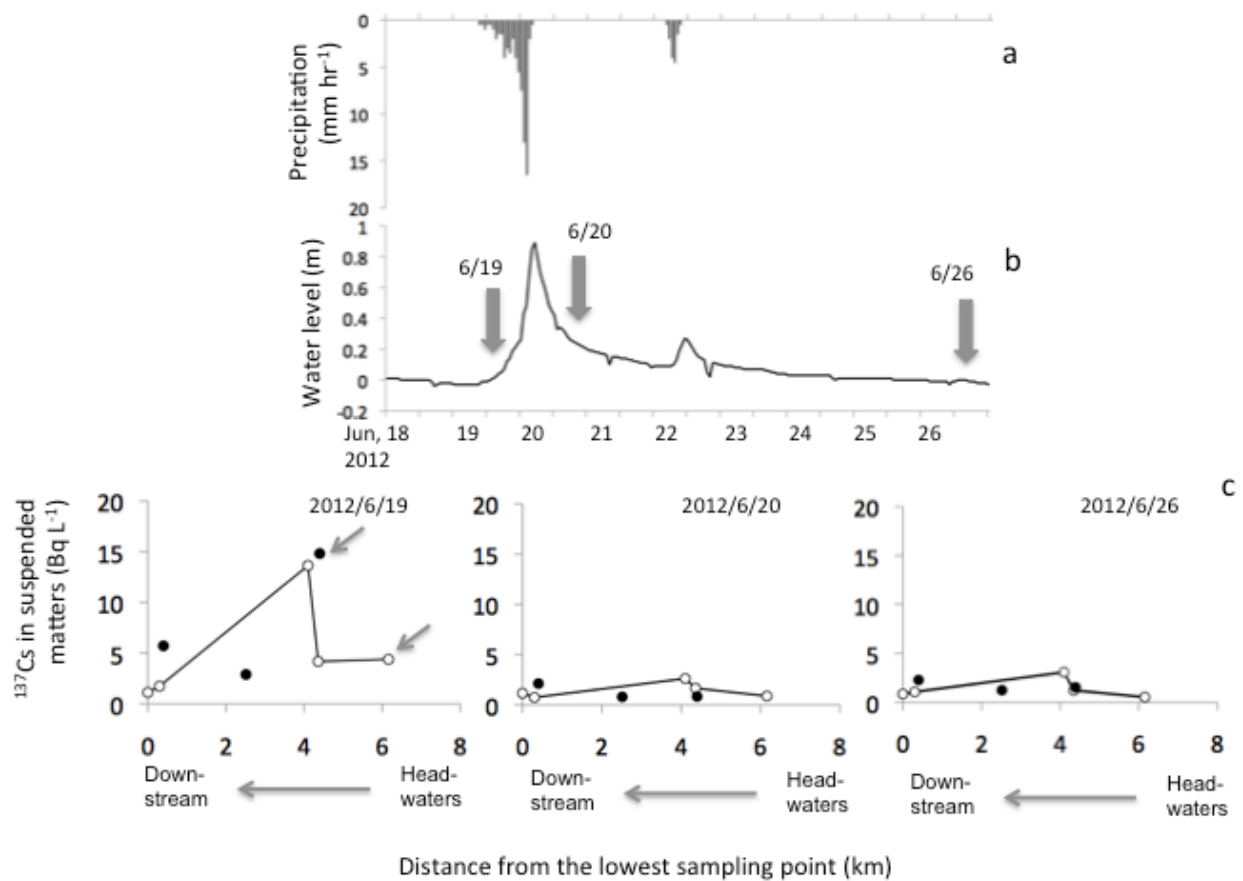 0
5
10
15
20
Precipitation
(mm hr⁻¹)
a
1
0.8
0.6
0.4
0.2
0
-0.2
Water level (m)
6/19
6/20
6/26
b
Jun, 18 19 20 21 22 23 24 25 26
2012
c
¹³⁷Cs in suspended
matters (Bq L⁻¹)
2012/6/19
20
15
10
5
0
0 2 4 6 8
Down-
stream
Head-
waters
2012/6/20
20
15
10
5
0
0 2 4 6 8
Down-
stream
Head-
waters
2012/6/26
20
15
10
5
0
0 2 4 6 8
Down-
stream
Head-
waters
Distance from the lowest sampling point (km)